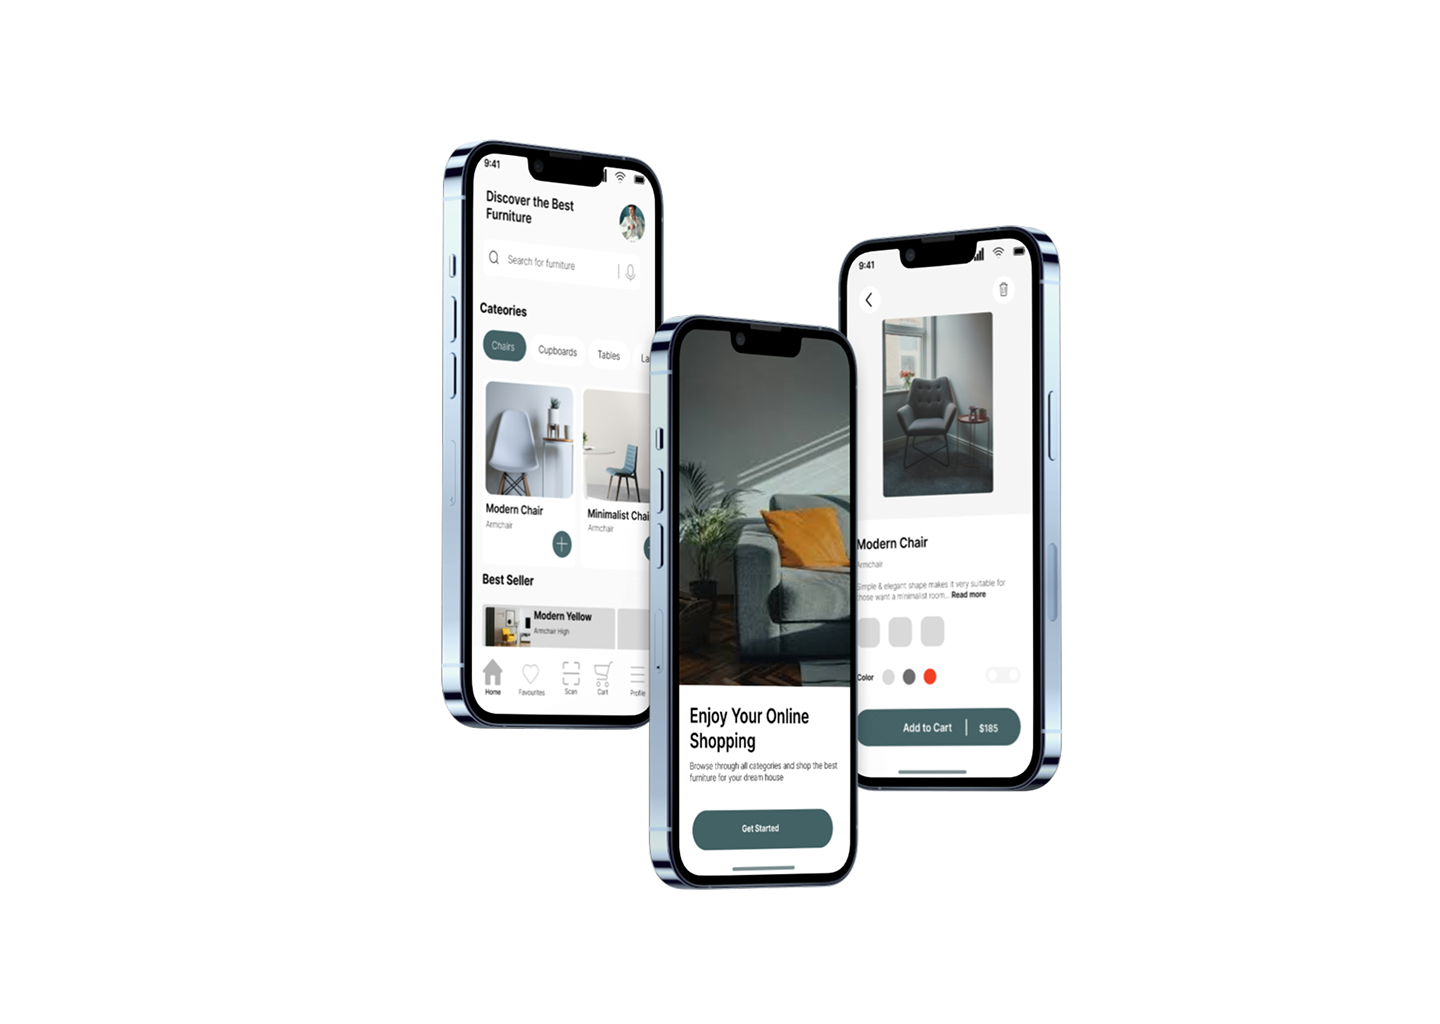 9:41
Discover the Best
Furniture
Search for furniture
Cateories
Chairs
Cupboards
Tables
La
Modern Chair
Armchair
Minimalist Chai
Armchair
Best Seller
Modern Yellow
Armchair High
Home
Favourites
Scan
Cart
Profile
Enjoy Your Online
Shopping
Browse through all categories and shop the best
furniture for your dream house
Get Started
9:41
Modern Chair
Armchair
Simple & elegant shape makes it very suitable for
those want a minimalist room... Read more
Color
Add to Cart
$185